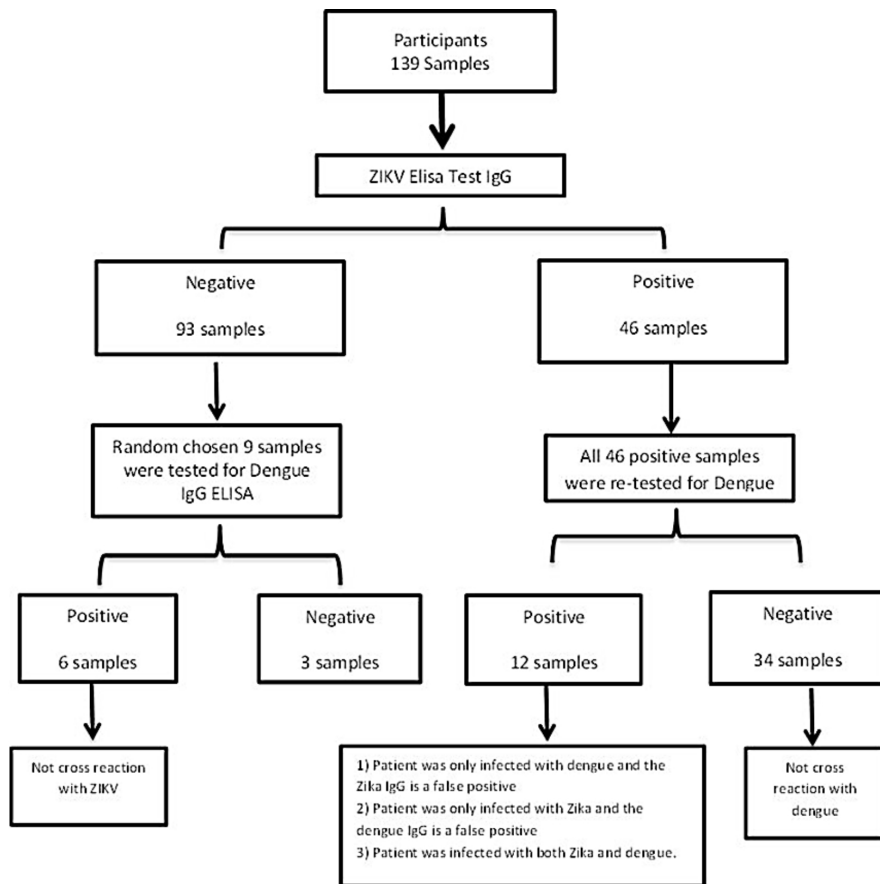 Participants
139 Samples
ZIKV Elisa Test IgG
Negative
93 samples
Positive
46 samples
Random chosen 9 samples
were tested for Dengue
IgG ELISA
All 46 positive samples
were re-tested for Dengue
Positive
6 samples
Negative
3 samples
Positive
12 samples
Negative
34 samples
Not cross reaction
with ZIKV
1) Patient was only infected with dengue and the
Zika IgG is a false positive
2) Patient was only infected with Zika and the
dengue IgG is a false positive
3) Patient was infected with both Zika and dengue.
Not cross
reaction with
dengue